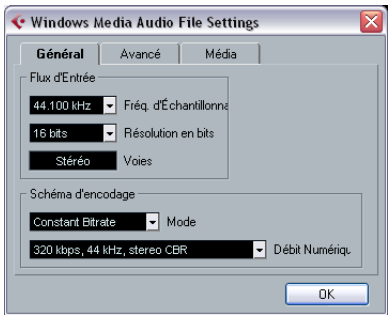 Windows Media Audio File Settings
Général Avancé Média
Flux d'Entrée
44.100 kHz Fréq. d'Échantillonna
16 bits Résolution en bits
Stéréo Voies
Schéma d'encodage
Constant Bitrate Mode
320 kbps, 44 kHz, stereo CBR Débit Numériqu
OK